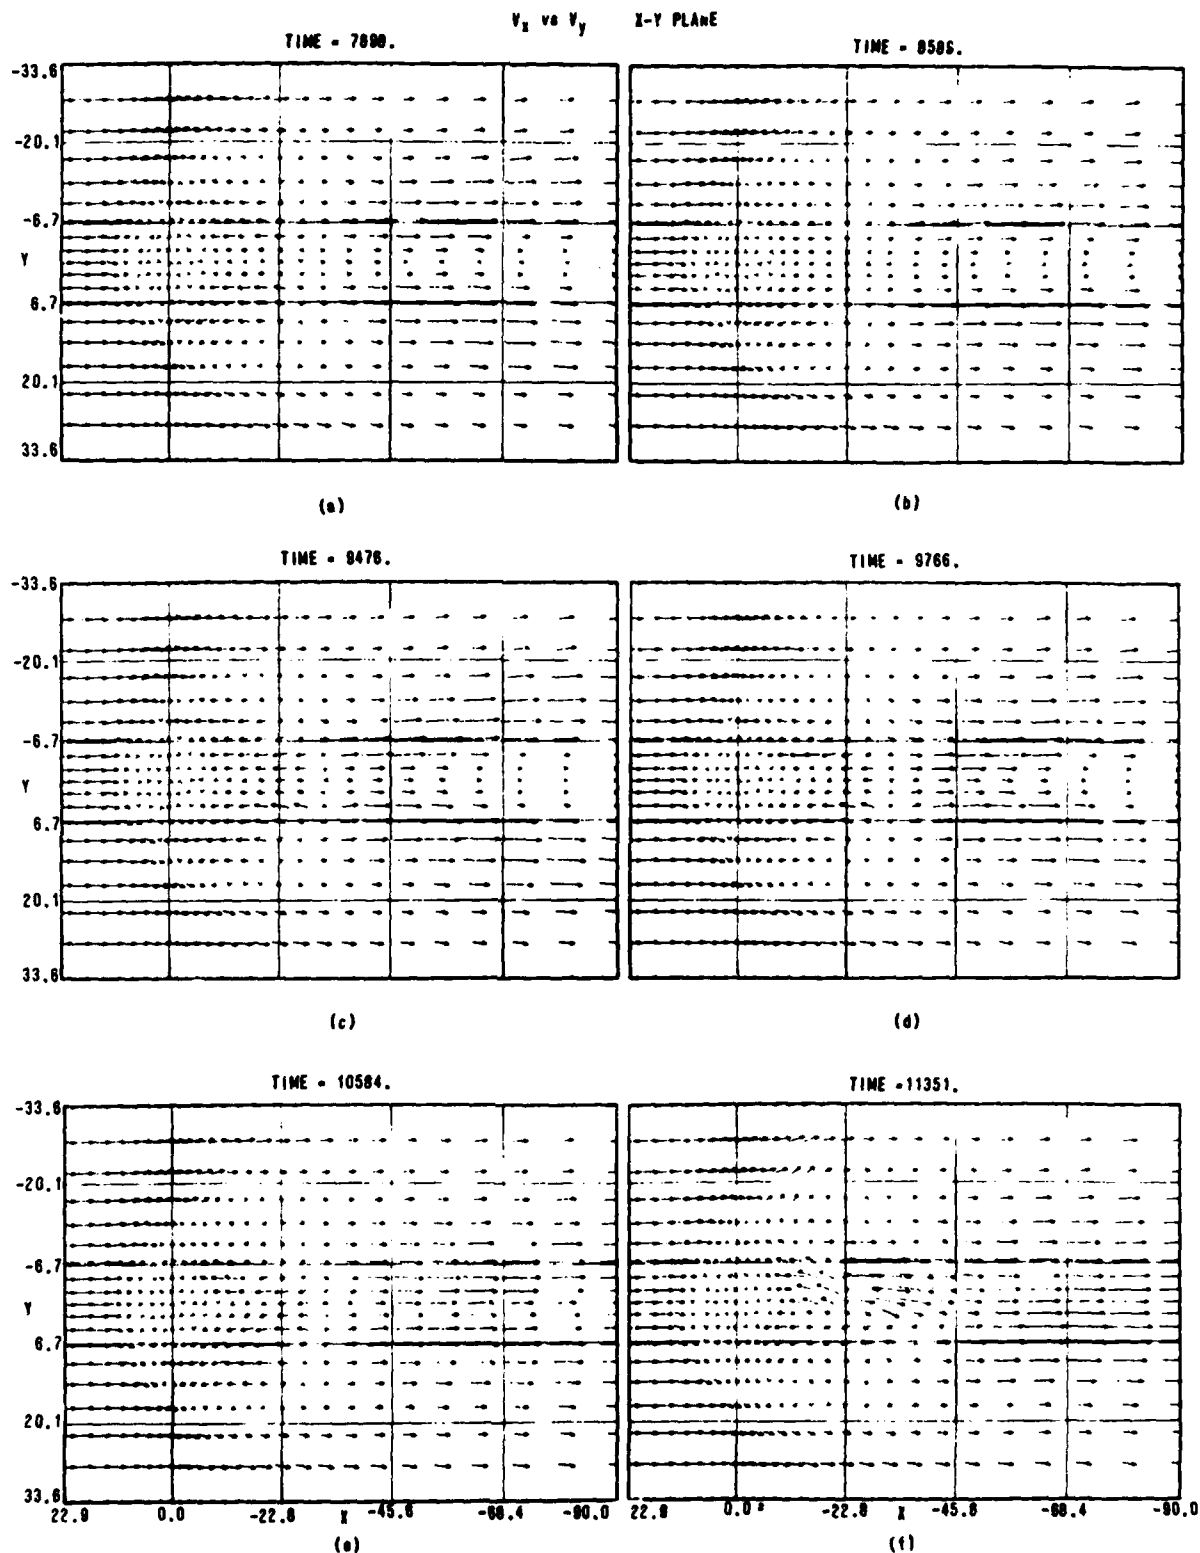 Vx vs Vy X-Y PLANE
TIME = 7890.
TIME = 8586.
-33.6
-20.1
-6.7
Y
6.7
20.1
33.6
(a)
(b)
TIME = 9476.
TIME = 9766.
-33.6
-20.1
-6.7
Y
6.7
20.1
33.6
(c)
(d)
TIME = 10564.
TIME =11351.
-33.6
-20.1
-6.7
Y
6.7
20.1
33.6
22.9 0.0 -22.8 X -45.6 -68.4 -90.0
22.9 0.0 -22.8 X -45.6 -68.4 -90.0
(e)
(f)